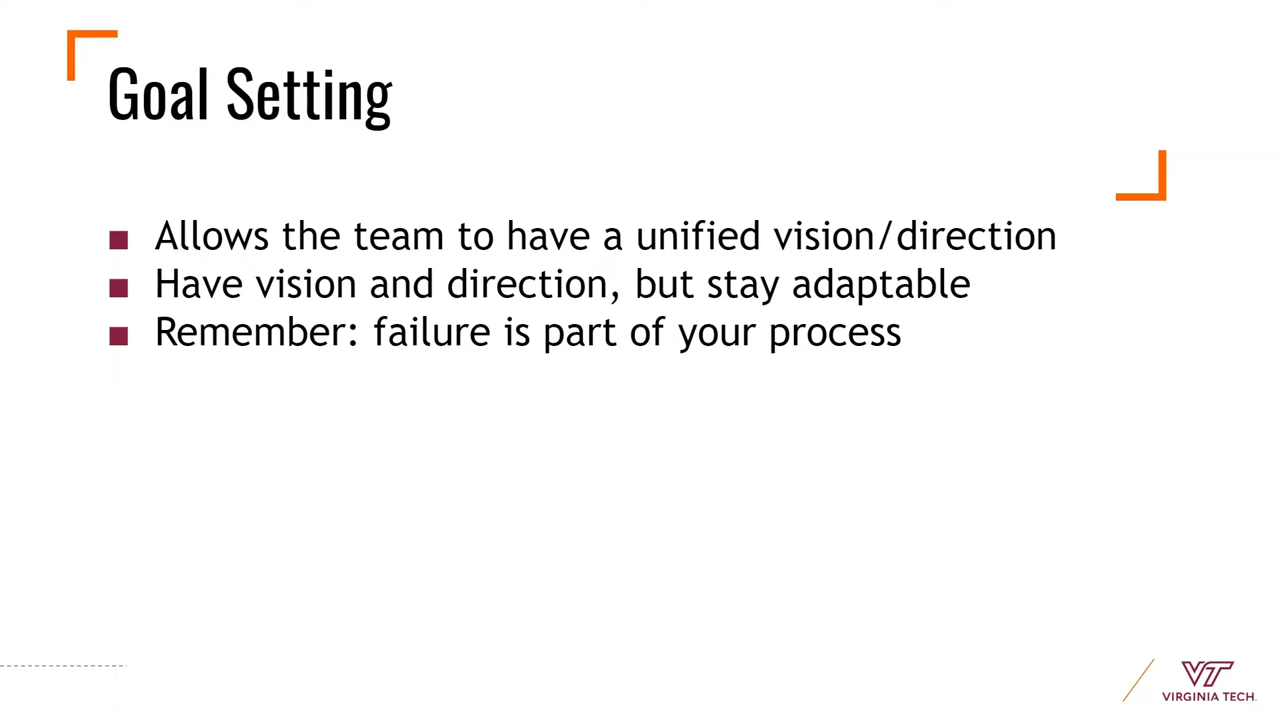 Goal Setting
Allows the team to have a unified vision/direction
Have vision and direction, but stay adaptable
Remember: failure is part of your process
VT
VIRGINIA TECH.